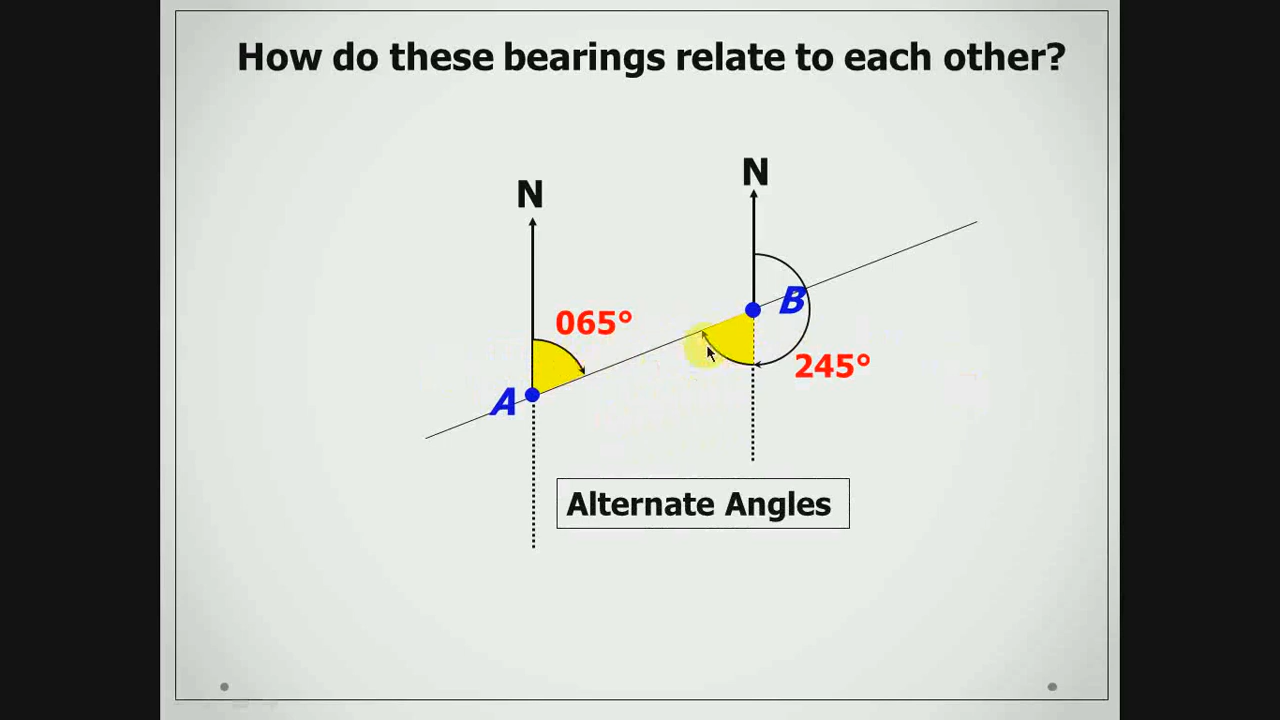 How do these bearings relate to each other?
N
N
065°
B
245°
A
Alternate Angles